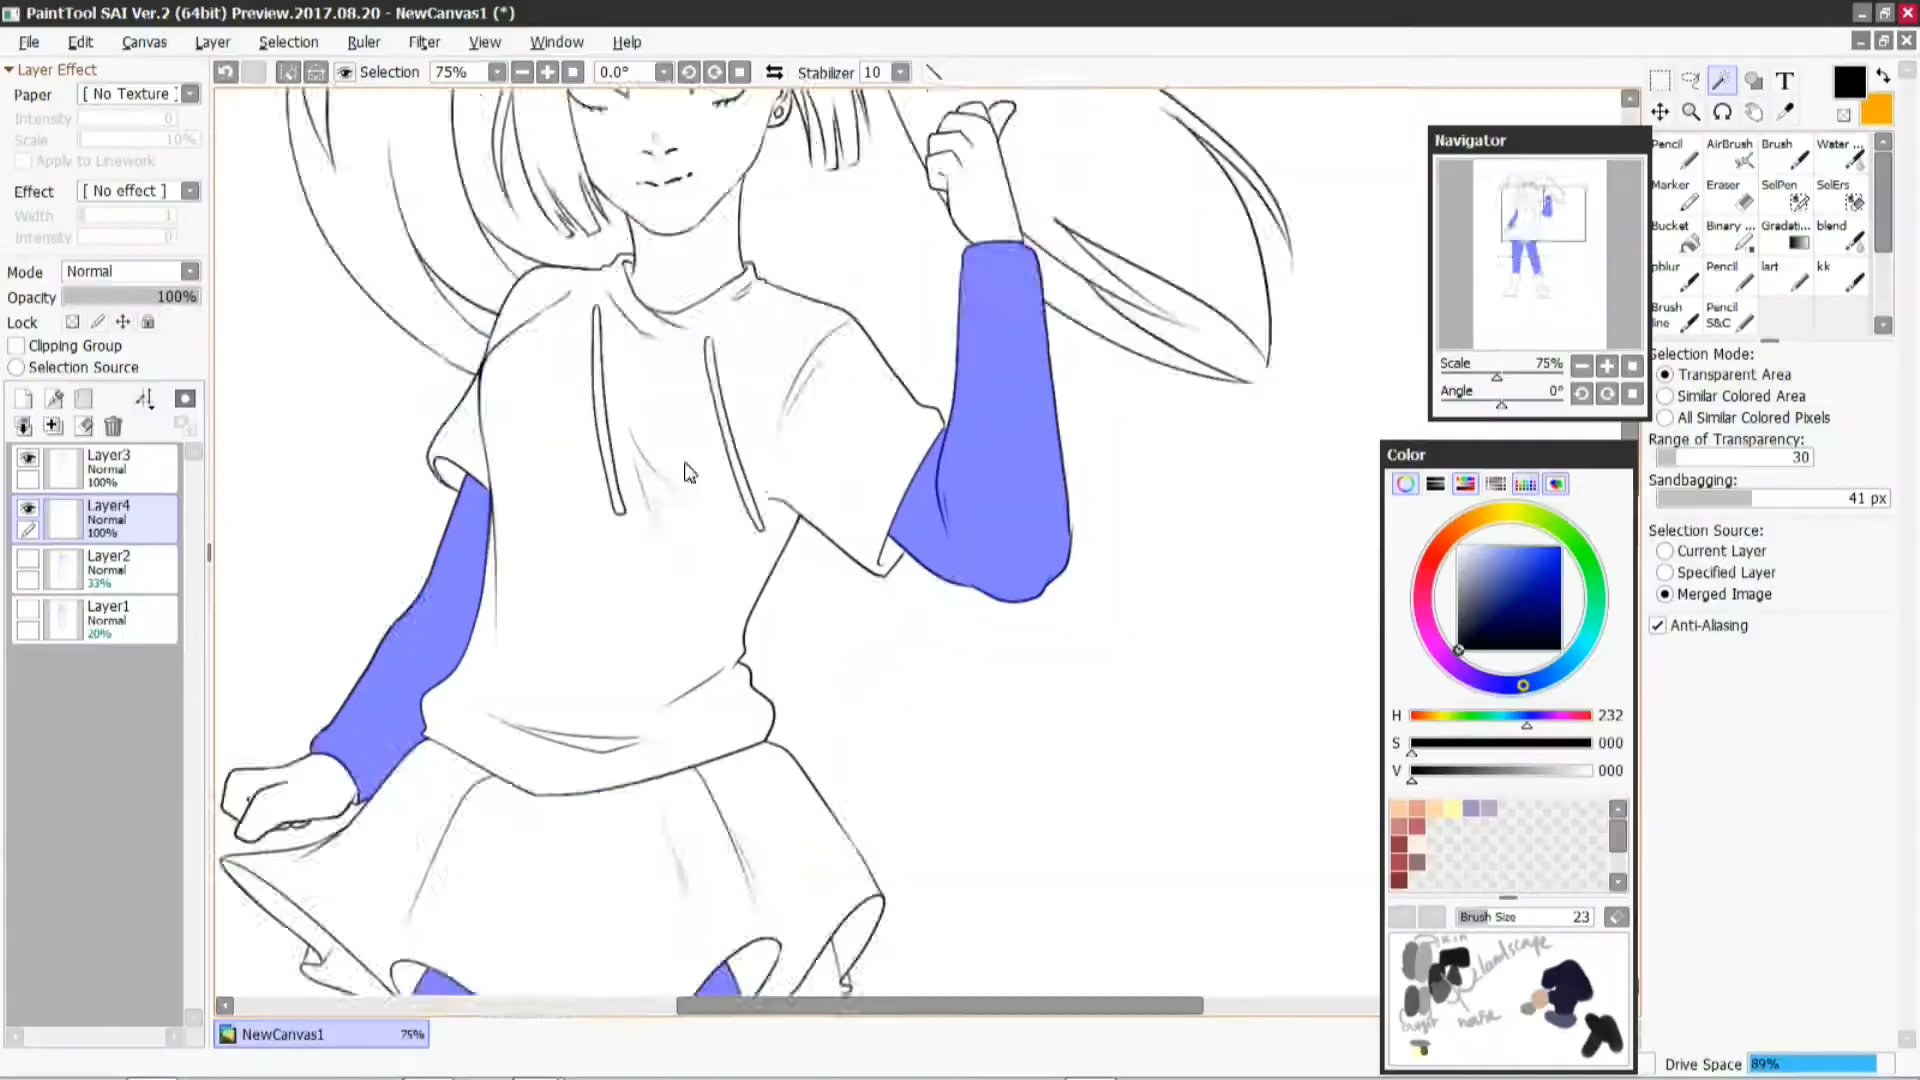 PaintTool SAI Ver.2 (64bit) Preview.2017.08.20 - NewCanvas1 (*)
File Edit Canvas Layer Selection Ruler Filter View Window Help
Layer Effect
Paper [ No Texture ]
Intensity 0
Scale 10%
Apply to Linework
Effect [ No effect ]
Width 1
Intensity 0
Mode Normal
Opacity 100%
Lock
Clipping Group
Selection Source
Layer3
Normal
100%
Layer4
Normal
100%
Layer2
Normal
33%
Layer1
Normal
20%
Selection 75% 0.0° Stabilizer 10
NewCanvas1 75%
Navigator
Scale 75%
Angle 0°
Color
H 232
S 000
V 000
Brush Size 23
landscape
T
Pencil AirBrush Brush Water ...
Marker Eraser SelPen SelErs
Bucket Binary ... Gradati... blend
pblur Pencil lart kk
Brush line Pencil S&C
Selection Mode:
Transparent Area
Similar Colored Area
All Similar Colored Pixels
Range of Transparency:
30
Sandbagging:
41 px
Selection Source:
Current Layer
Specified Layer
Merged Image
Anti-Aliasing
Drive Space 89%